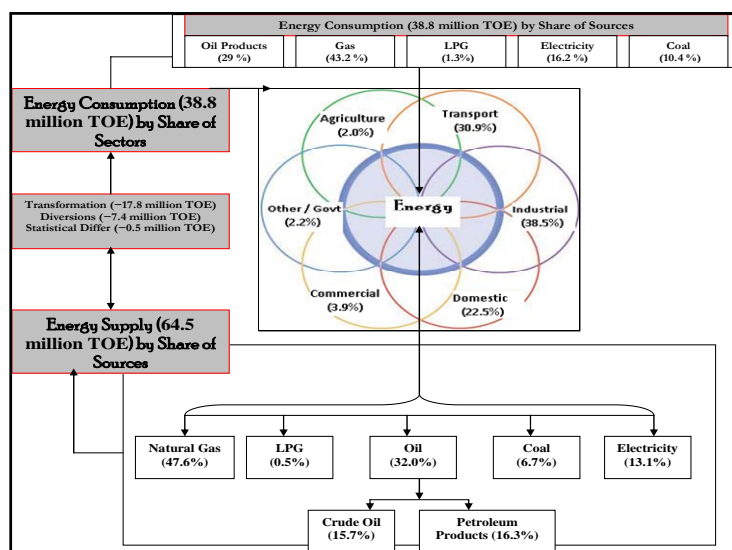 Energy Consumption (38.8 million TOE) by Share of Sources
Oil Products
(29 %)
Gas
(43.2 %)
LPG
(1.3%)
Electricity
(16.2 %)
Coal
(10.4 %)
Energy Consumption (38.8
million TOE) by Share of
Sectors
Agriculture
(2.0%)
Transport
(30.9%)
Transformation (−17.8 million TOE)
Diversions (−7.4 million TOE)
Statistical Differ (−0.5 million TOE)
Other / Govt
(2.2%)
Energy
Industrial
(38.5%)
Commercial
(3.9%)
Domestic
(22.5%)
Energy Supply (64.5
million TOE) by Share of
Sources
Natural Gas
(47.6%)
LPG
(0.5%)
Oil
(32.0%)
Coal
(6.7%)
Electricity
(13.1%)
Crude Oil
(15.7%)
Petroleum
Products (16.3%)